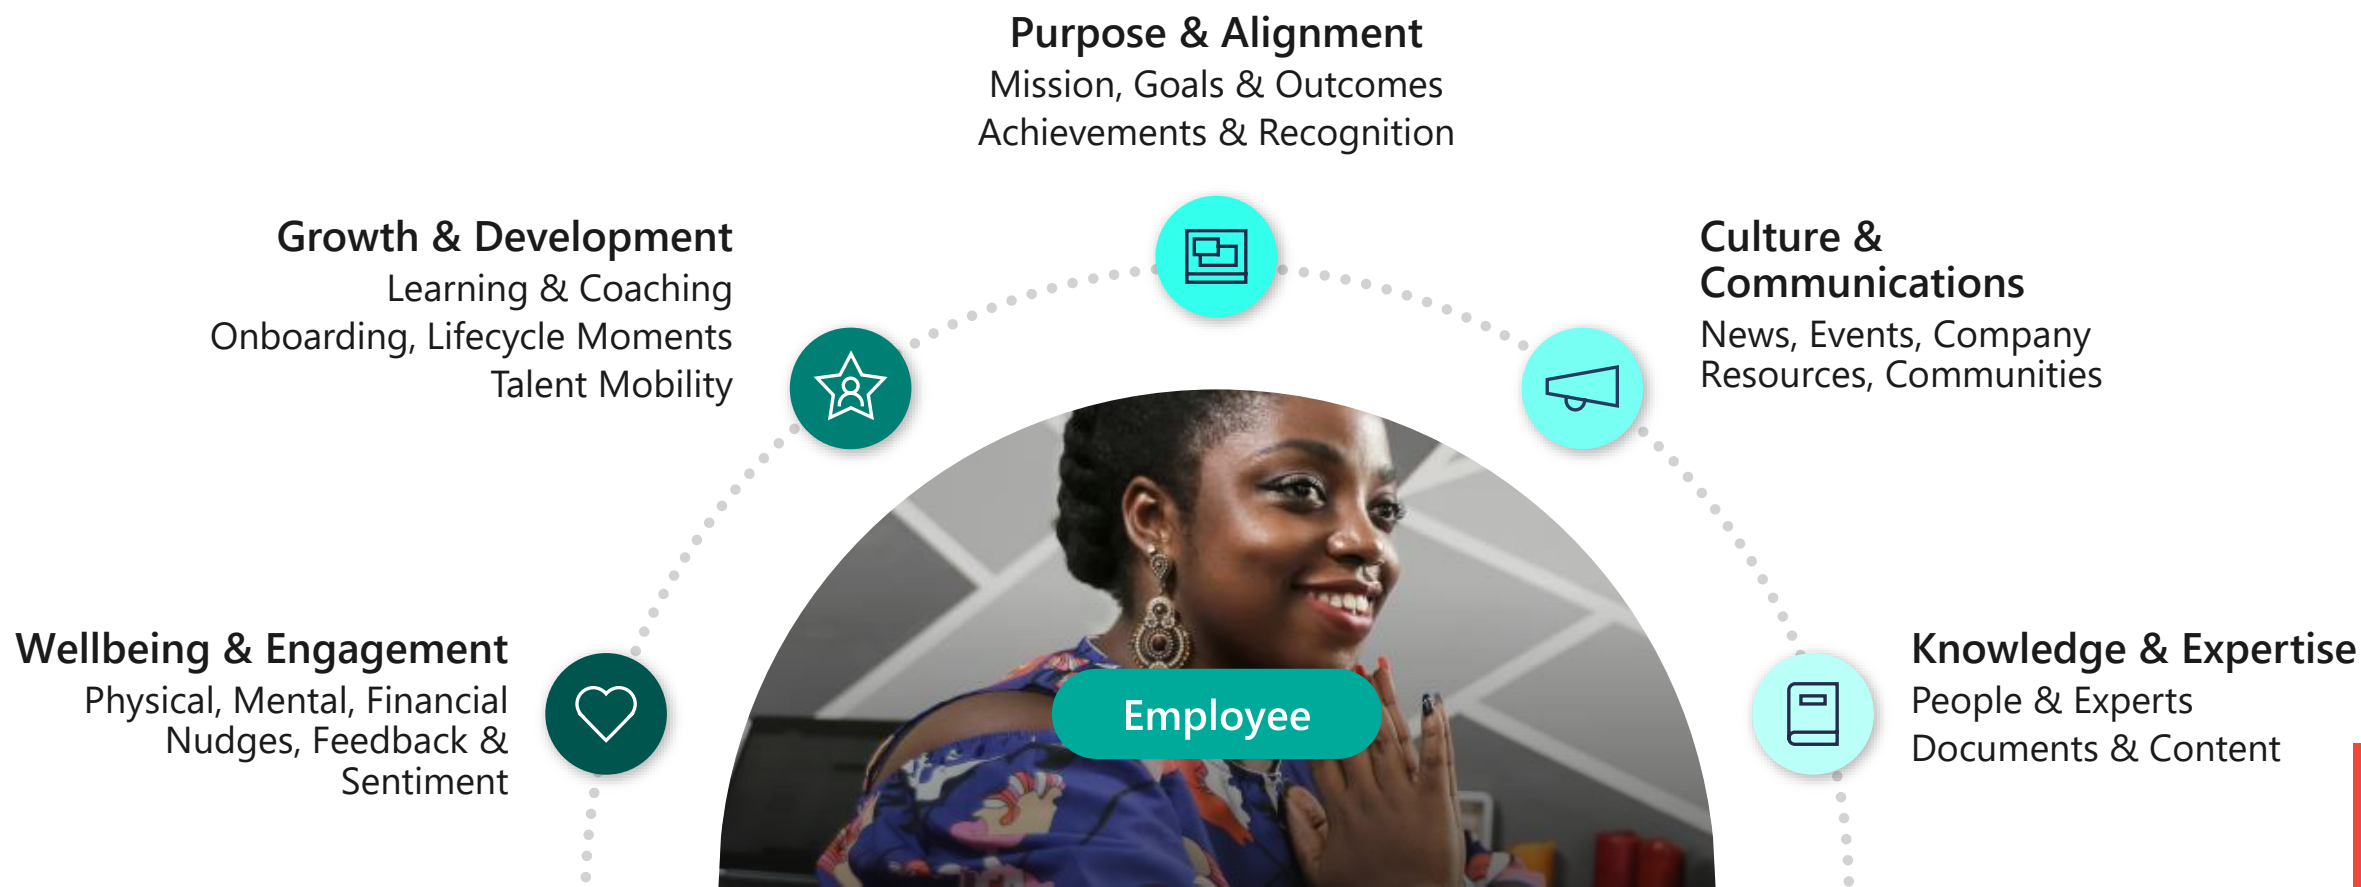 Purpose & Alignment
Mission, Goals & Outcomes
Achievements & Recognition
Growth & Development
Learning & Coaching
Onboarding, Lifecycle Moments
Talent Mobility
Culture &
Communications
News, Events, Company
Resources, Communities
Wellbeing & Engagement
Physical, Mental, Financial
Nudges, Feedback &
Sentiment
Employee
Knowledge & Expertise
People & Experts
Documents & Content